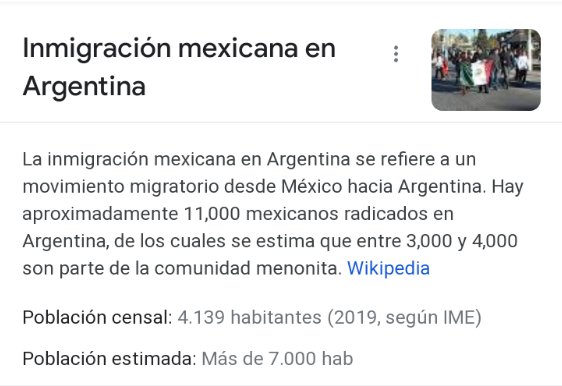 Inmigración mexicana en
Argentina
La inmigración mexicana en Argentina se refiere a un
movimiento migratorio desde México hacia Argentina. Hay
aproximadamente 11,000 mexicanos radicados en
Argentina, de los cuales se estima que entre 3,000 y 4,000
son parte de la comunidad menonita. Wikipedia
Población censal: 4.139 habitantes (2019, según IME)
Población estimada: Más de 7.000 hab